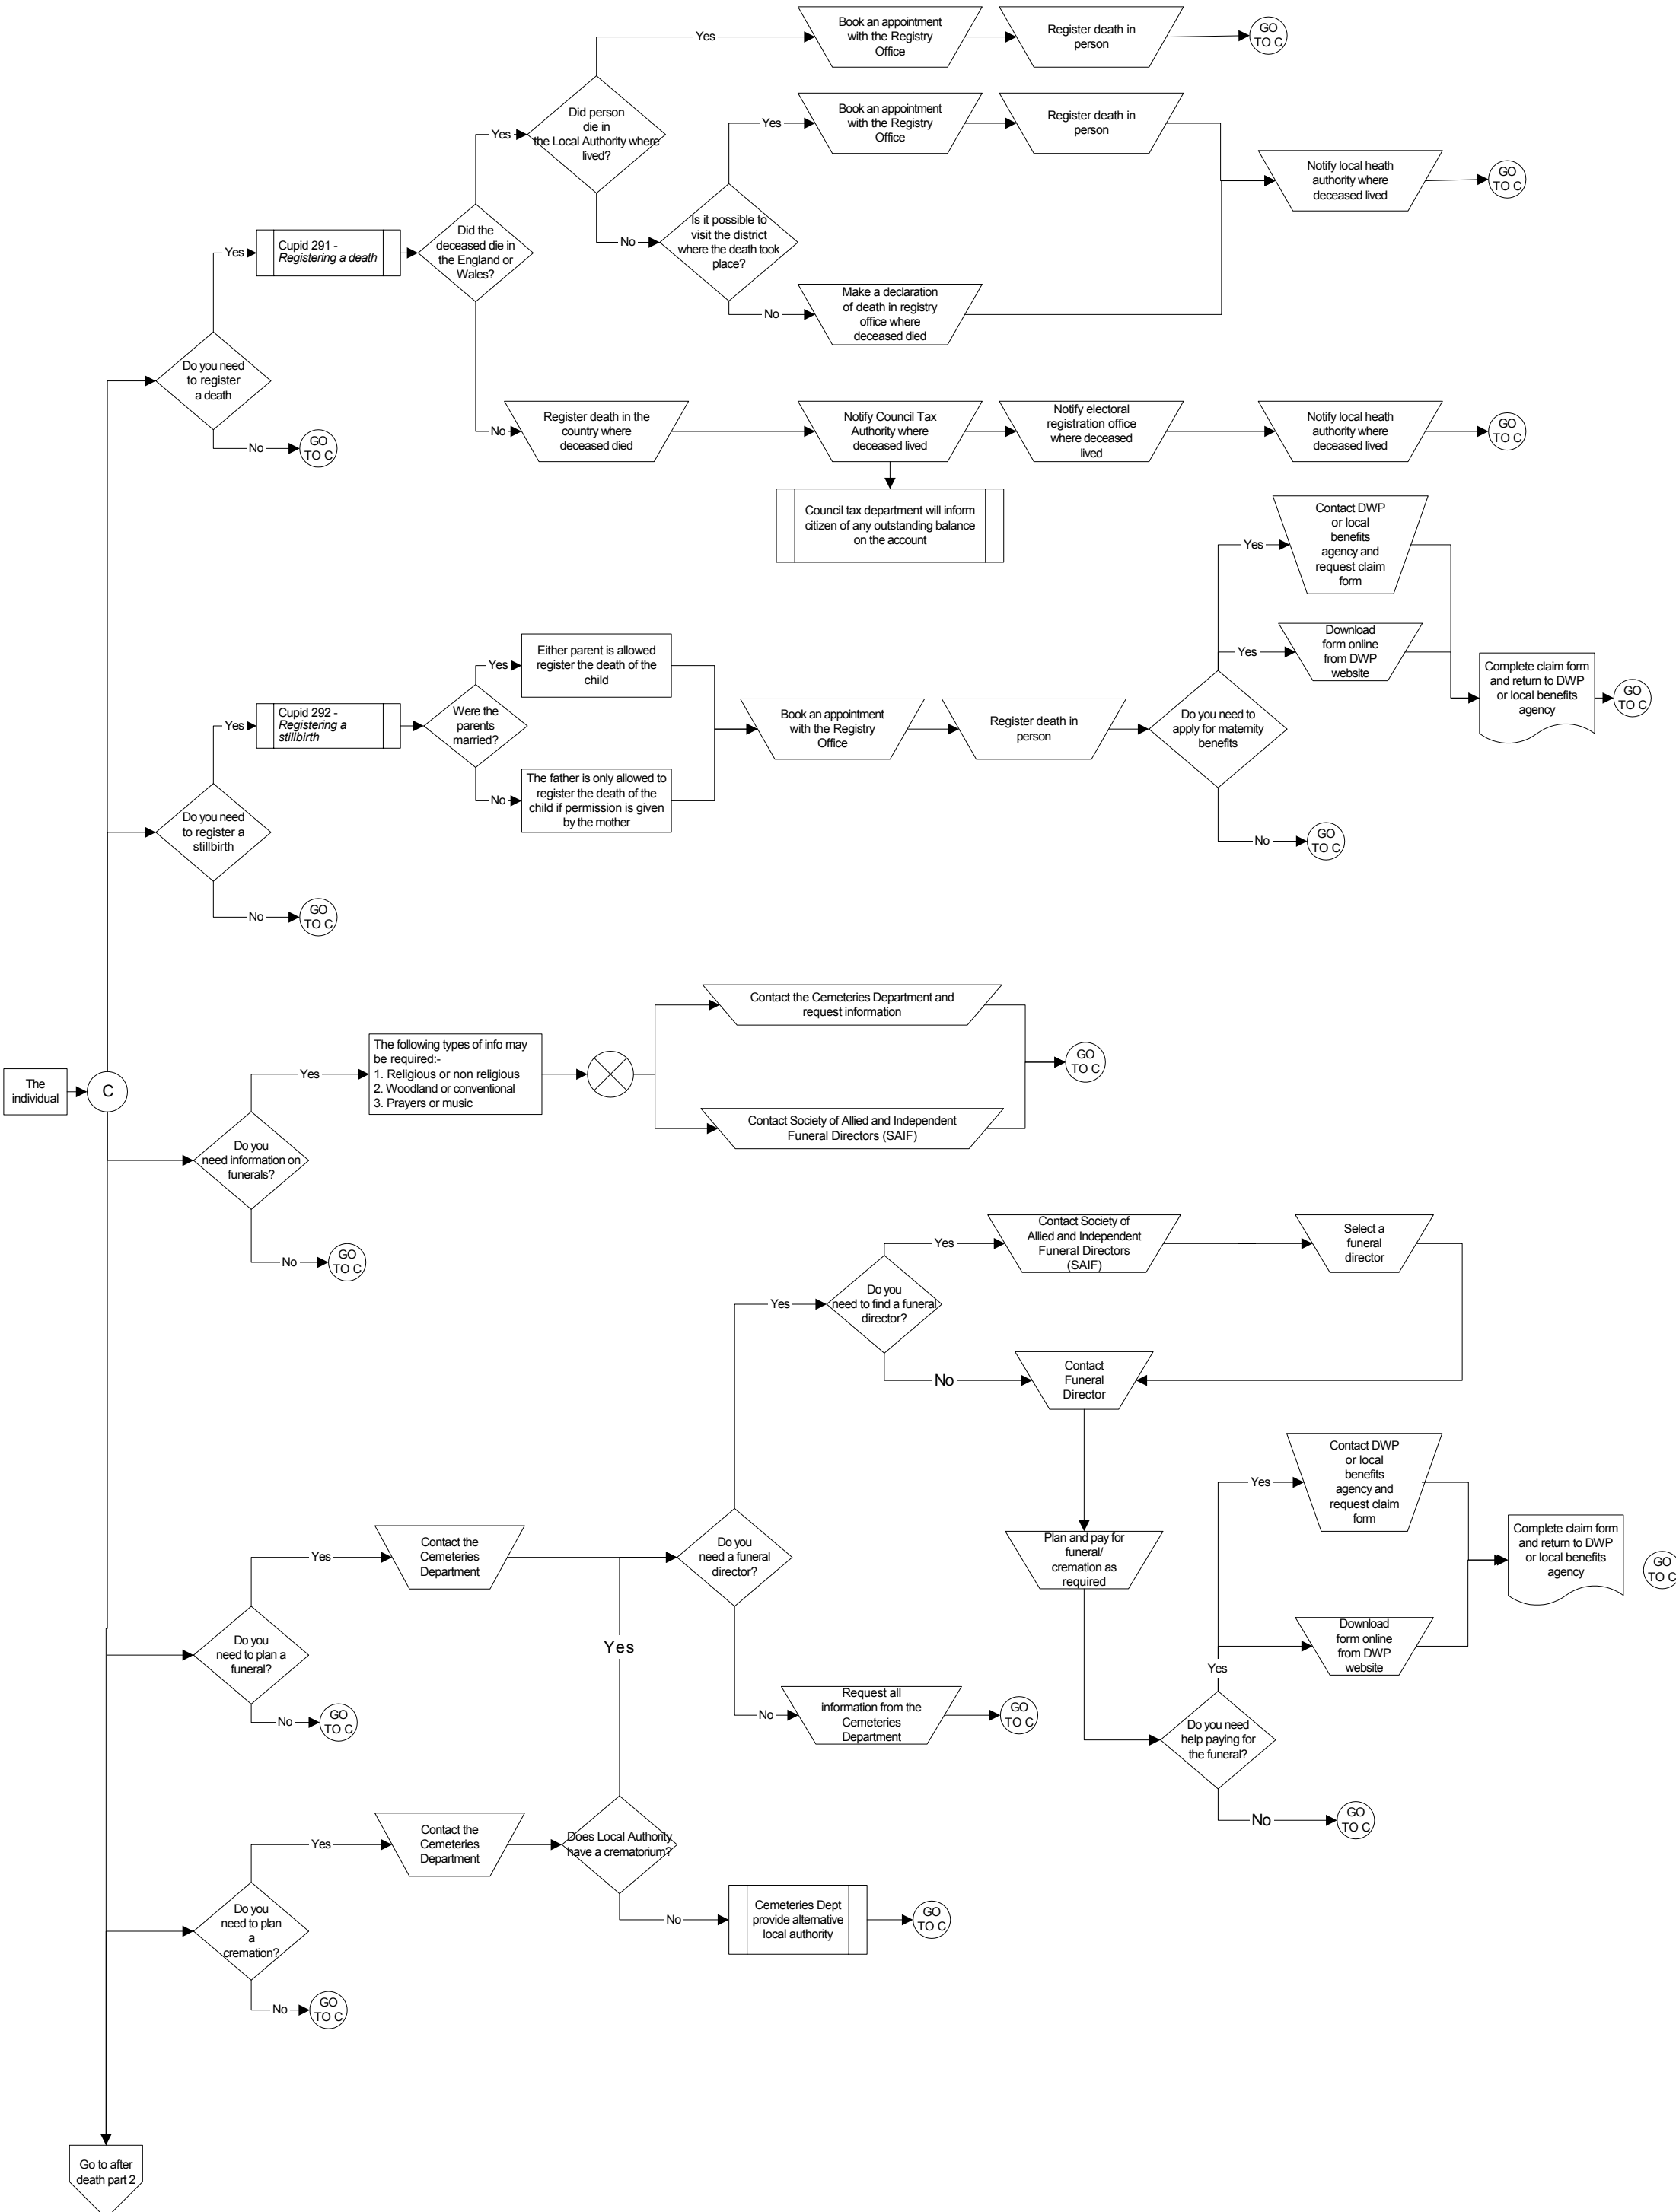 Book an appointment
with the Registry
Office
Register death in
person
GO
TO C
Yes
Did person
die in
the Local Authority where
lived?
Yes
Book an appointment
with the Registry
Office
Register death in
person
Yes
Notify local heath
authority where
deceased lived
GO
TO C
Is it possible to
visit the district
where the death took
place?
No
Did the
deceased die in
the England or
Wales?
Cupid 291 -
Registering a death
Yes
Make a declaration
of death in registry
office where
deceased died
No
Do you need
to register
a death
No
GO
TO C
No
Register death in the
country where
deceased died
Notify Council Tax
Authority where
deceased lived
Notify electoral
registration office
where deceased
lived
Notify local heath
authority where
deceased lived
GO
TO C
Council tax department will inform
citizen of any outstanding balance
on the account
Contact DWP
or local
benefits
agency and
request claim
form
Yes
Download
form online
from DWP
website
Yes
Complete claim form
and return to DWP
or local benefits
agency
GO
TO C
Either parent is allowed
register the death of the
child
Yes
Cupid 292 -
Registering a
stillbirth
Yes
Were the
parents
married?
Book an appointment
with the Registry
Office
Register death in
person
Do you need to
apply for maternity
benefits
No
The father is only allowed to
register the death of the
child if permission is given
by the mother
No
GO
TO C
Do you need
to register a
stillbirth
No
GO
TO C
Contact the Cemeteries Department and
request information
The following types of info may
be required:-
1. Religious or non religious
2. Woodland or conventional
3. Prayers or music
Yes
GO
TO C
The
individual
C
Contact Society of Allied and Independent
Funeral Directors (SAIF)
Do you
need information on
funerals?
No
GO
TO C
Contact Society of
Allied and Independent
Funeral Directors
(SAIF)
Select a
funeral
director
Yes
Do you
need to find a funeral
director?
Yes
No
Contact
Funeral
Director
Contact DWP
or local
benefits
agency and
request claim
form
Yes
Contact the
Cemeteries
Department
Yes
Do you
need a funeral
director?
Plan and pay for
funeral/
cremation as
required
Complete claim form
and return to DWP
or local benefits
agency
GO
TO C
Do you
need to plan a
funeral?
Yes
Download
form online
from DWP
website
Yes
No
GO
TO C
No
Request all
information from the
Cemeteries
Department
GO
TO C
Do you need
help paying for
the funeral?
No
GO
TO C
Yes
Contact the
Cemeteries
Department
Does Local Authority
have a crematorium?
No
Cemeteries Dept
provide alternative
local authority
GO
TO C
Do you
need to plan
a
cremation?
No
GO
TO C
Go to after
death part 2